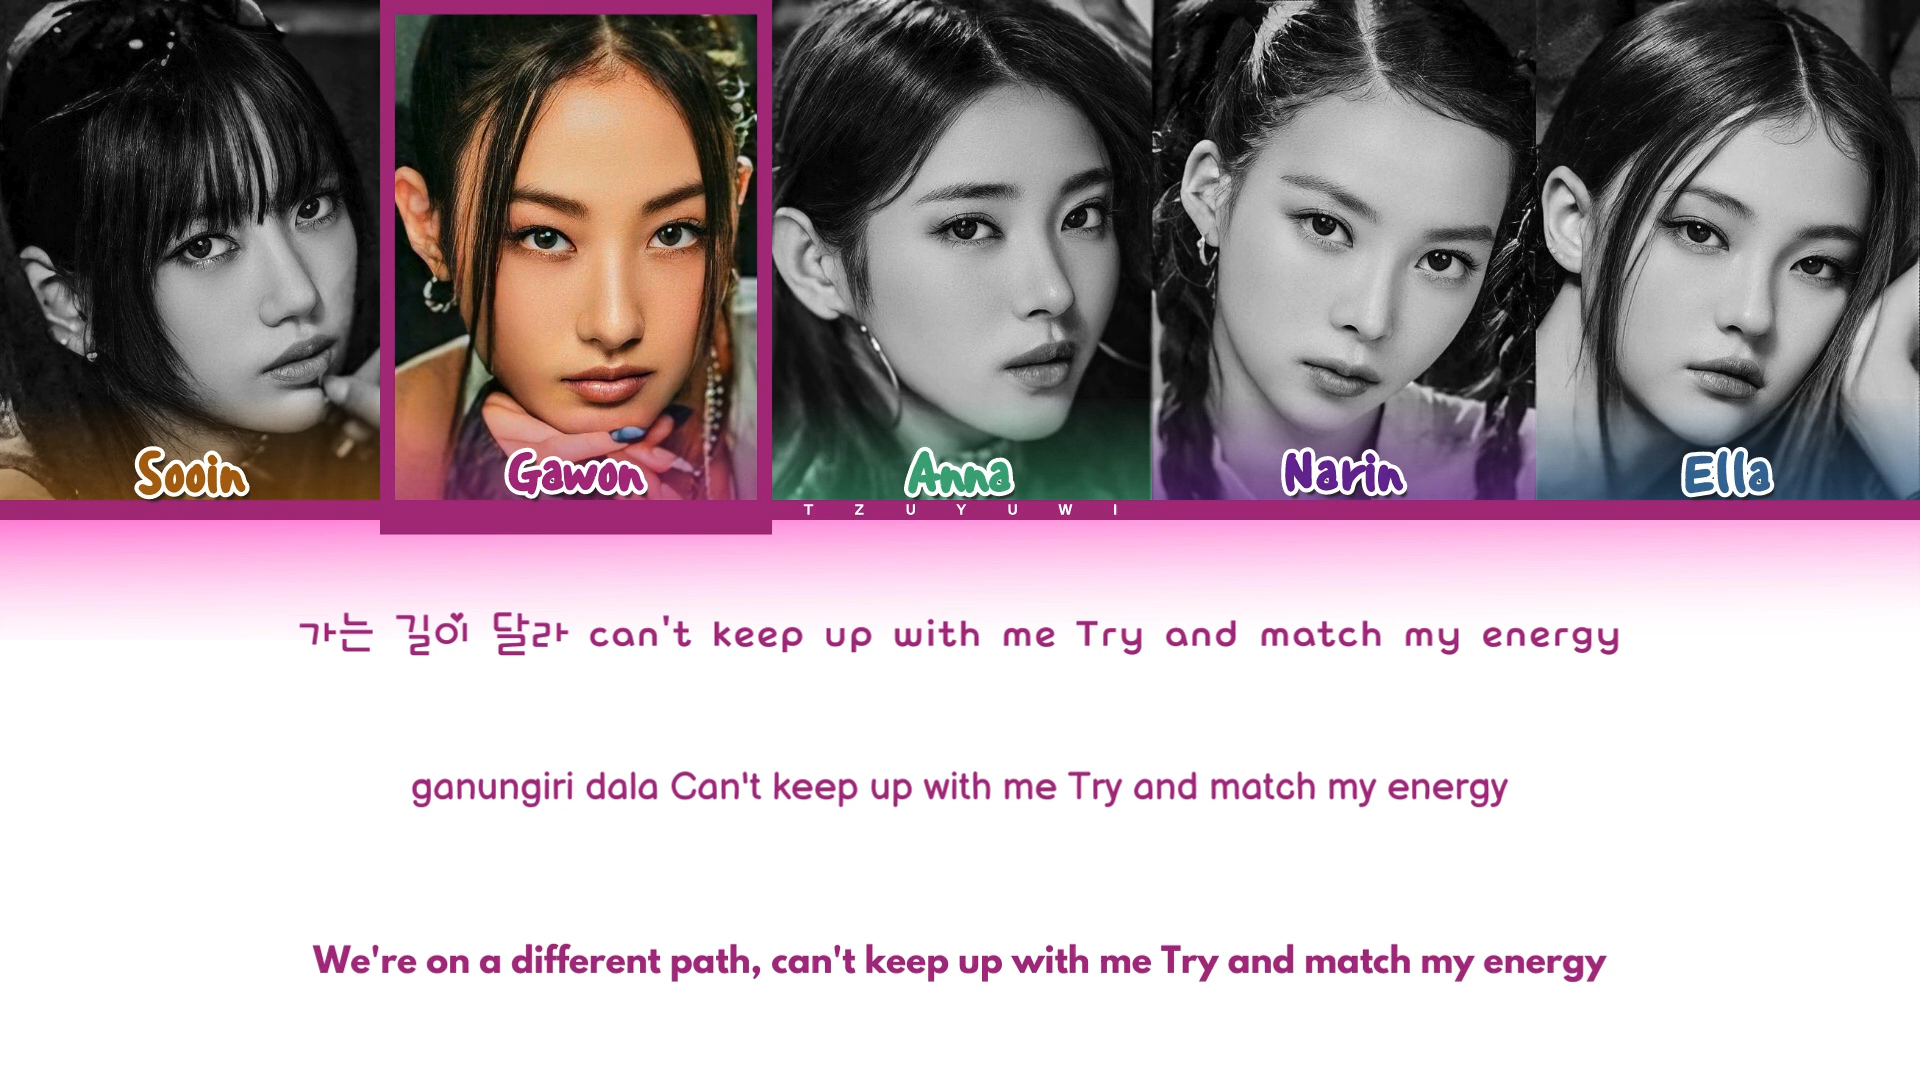 Sooin
Gawon
Anna
Narin
Ella
TZUYUWI
가는 길이 달라 can't keep up with me Try and match my energy
ganungiri dala Can't keep up with me Try and match my energy
We're on a different path, can't keep up with me Try and match my energy